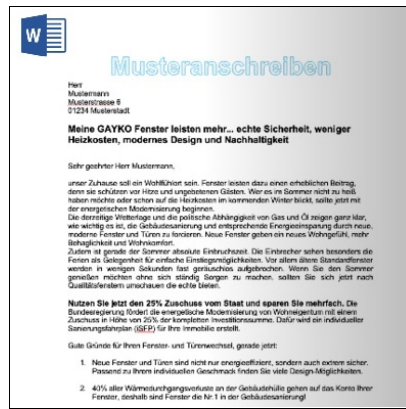 W
Musteranschreiben
Herr
Mustermann
Musterstrasse 6
01234 Musterstadt
Meine GAYKO Fenster leisten mehr... echte Sicherheit, weniger
Heizkosten, modernes Design und Nachhaltigkeit
Sehr geehrter Herr Mustermann,
unser Zuhause soll ein Wohlfühlort sein. Fenster leisten dazu einen erheblichen Beitrag,
denn sie schützen vor Hitze und ungebetenen Gästen. Wer es im Sommer nicht zu heiß
haben möchte oder schon auf die Heizkosten im kommenden Winter blickt, sollte jetzt mit
der energetischen Modernisierung beginnen.
Die derzeitige Wetterlage und die politische Abhängigkeit von Gas und Öl zeigen ganz klar,
wie wichtig es ist, die Gebäudesanierung und entsprechende Energieeinsparung durch neue,
moderne Fenster und Türen zu forcieren. Neue Fenster geben ein neues Wohngefühl, mehr
Behaglichkeit und Wohnkomfort.
Zudem ist gerade der Sommer absolute Einbruchszeit. Die Einbrecher sehen besonders die
Ferien als Gelegenheit für einfache Einstiegsmöglichkeiten. Vor allem ältere Standardfenster
werden in wenigen Sekunden fast geräuschlos aufgebrochen. Wenn Sie den Sommer
genießen möchten ohne sich ständig Sorgen zu machen, sollten Sie sich jetzt nach
Qualitätsfenstern umschauen die echte bieten.
Nutzen Sie jetzt den 25% Zuschuss vom Staat und sparen Sie mehrfach. Die
Bundesregierung fördert die energetische Modernisierung von Wohneigentum mit einem
Zuschuss in Höhe von 25% der kompletten Investitionssumme. Dafür wird ein individueller
Sanierungsfahrplan (iSFP) für Ihre Immobilie erstellt.
Gute Gründe für Ihren Fenster- und Türenwechsel, gerade jetzt:
1. Neue Fenster und Türen sind nicht nur energieeffizient, sondern auch extrem sicher.
Passend zu Ihrem individuellen Geschmack finden Sie viele Design-Möglichkeiten.
2. 40% aller Wärmedurchgangsverluste an der Gebäudehülle gehen auf das Konto Ihrer
Fenster, deshalb sind Fenster die Nr.1 in der Gebäudesanierung!